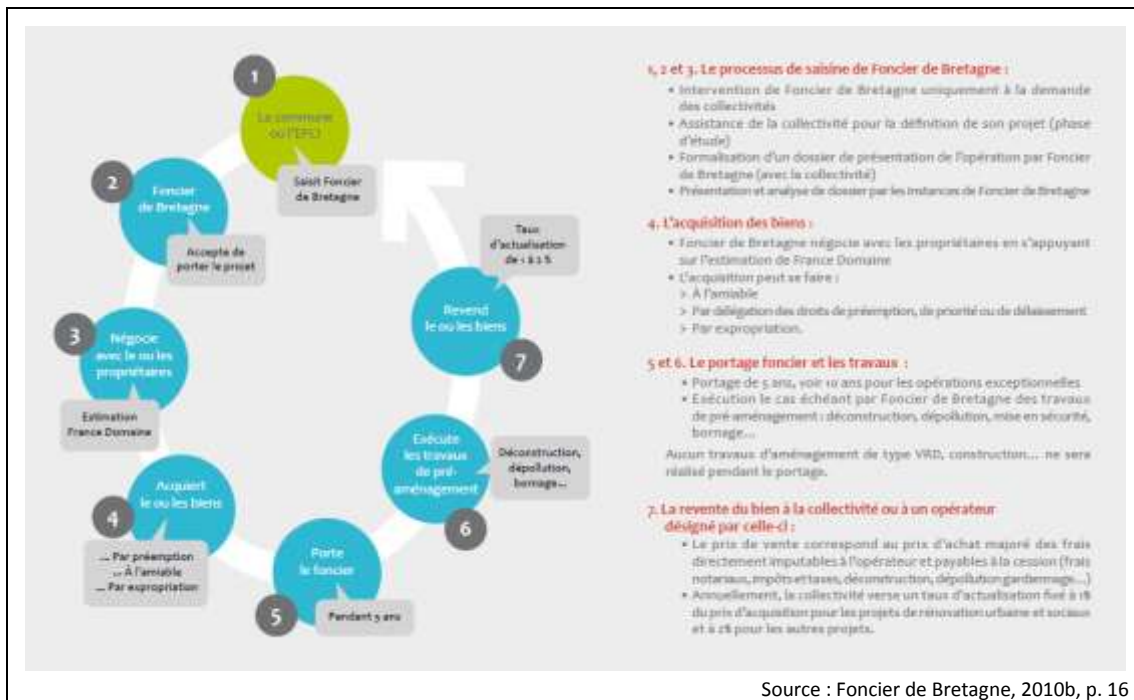 1
La commune
ou l'EPCI
Saisit Foncier
de Bretagne
2
Foncier
de Bretagne
Accepte de
porter le projet
3
Négocie
avec le ou les
propriétaires
Estimation
France Domaine
4
Acquiert
le ou les biens
... Par préemption
... À l'amiable
... Par expropriation
5
Porte
le foncier
Pendant 5 ans
6
Exécute
les travaux
de pré-
aménagement
Déconstruction,
dépollution,
bornage...
7
Revend
le ou les biens
Taux
d'actualisation
de 1 à 2 %
1, 2 et 3. Le processus de saisine de Foncier de Bretagne :
• Intervention de Foncier de Bretagne uniquement à la demande
des collectivités
• Assistance de la collectivité pour la définition de son projet (phase
d'étude)
• Formalisation d'un dossier de présentation de l'opération par Foncier
de Bretagne (avec la collectivité)
• Présentation et analyse de dossier par les instances de Foncier de Bretagne
4. L'acquisition des biens :
• Foncier de Bretagne négocie avec les propriétaires en s'appuyant
sur l'estimation de France Domaine
• L'acquisition peut se faire :
> À l'amiable
> Par délégation des droits de préemption, de priorité ou de délaissement
> Par expropriation.
5 et 6. Le portage foncier et les travaux :
• Portage de 5 ans, voir 10 ans pour les opérations exceptionnelles
• Exécution le cas échéant par Foncier de Bretagne des travaux
de pré-aménagement : déconstruction, dépollution, mise en sécurité,
bornage...
Aucun travaux d'aménagement de type VRD, construction... ne sera
réalisé pendant le portage.
7. La revente du bien à la collectivité ou à un opérateur
désigné par celle-ci :
• Le prix de vente correspond au prix d'achat majoré des frais
directement imputables à l'opérateur et payables à la cession (frais
notariaux, impôts et taxes, déconstruction, dépollution gardiennage...)
• Annuellement, la collectivité verse un taux d'actualisation fixé à 1%
du prix d'acquisition pour les projets de rénovation urbaine et sociaux
et à 2% pour les autres projets.
Source : Foncier de Bretagne, 2010b, p. 16